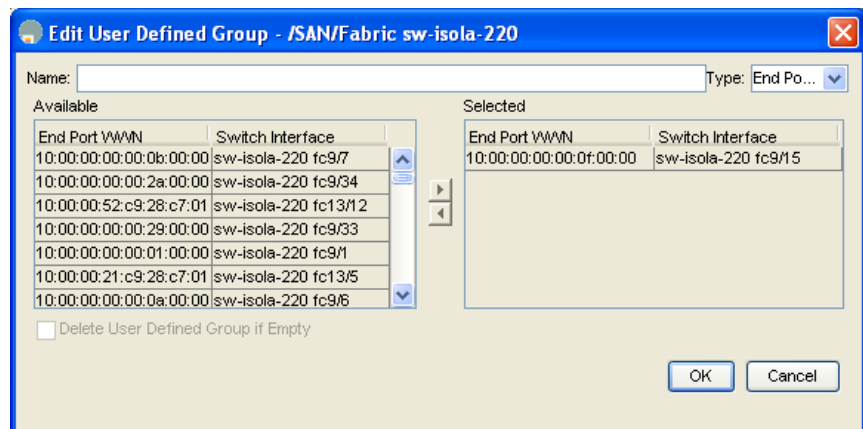 Edit User Defined Group - /SAN/Fabric sw-isola-220
Name: Type: End Po...
Available Selected
End Port WWN Switch Interface End Port WWN Switch Interface
10:00:00:00:00:0b:00:00 sw-isola-220 fc9/7 10:00:00:00:00:0f:00:00 sw-isola-220 fc9/15
10:00:00:00:00:2a:00:00 sw-isola-220 fc9/34
10:00:00:52:c9:28:c7:01 sw-isola-220 fc13/12
10:00:00:00:00:29:00:00 sw-isola-220 fc9/33
10:00:00:00:00:01:00:00 sw-isola-220 fc9/1
10:00:00:21:c9:28:c7:01 sw-isola-220 fc13/5
10:00:00:00:00:0a:00:00 sw-isola-220 fc9/6
Delete User Defined Group if Empty
OK Cancel